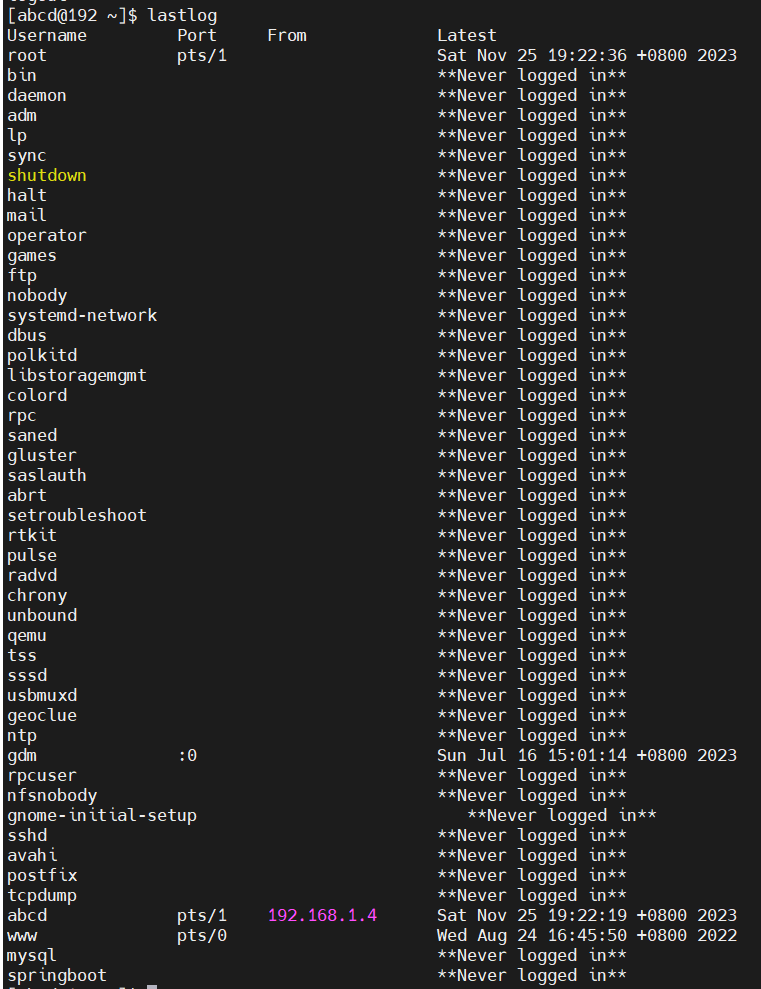 [abcd@192 ~]$ lastlog
Username         Port     From             Latest
root             pts/1                     Sat Nov 25 19:22:36 +0800 2023
bin                                        **Never logged in**
daemon                                     **Never logged in**
adm                                        **Never logged in**
lp                                         **Never logged in**
sync                                       **Never logged in**
shutdown                                   **Never logged in**
halt                                       **Never logged in**
mail                                       **Never logged in**
operator                                   **Never logged in**
games                                      **Never logged in**
ftp                                        **Never logged in**
nobody                                     **Never logged in**
systemd-network                            **Never logged in**
dbus                                       **Never logged in**
polkitd                                    **Never logged in**
libstoragemgmt                             **Never logged in**
colord                                     **Never logged in**
rpc                                        **Never logged in**
saned                                      **Never logged in**
gluster                                    **Never logged in**
saslauth                                   **Never logged in**
abrt                                       **Never logged in**
setroubleshoot                             **Never logged in**
rtkit                                      **Never logged in**
pulse                                      **Never logged in**
radvd                                      **Never logged in**
chrony                                     **Never logged in**
unbound                                    **Never logged in**
qemu                                       **Never logged in**
tss                                        **Never logged in**
sssd                                       **Never logged in**
usbmuxd                                    **Never logged in**
geoclue                                    **Never logged in**
ntp                                        **Never logged in**
gdm              :0                        Sun Jul 16 15:01:14 +0800 2023
rpcuser                                    **Never logged in**
nfsnobody                                  **Never logged in**
gnome-initial-setup                           **Never logged in**
sshd                                       **Never logged in**
avahi                                      **Never logged in**
postfix                                    **Never logged in**
tcpdump                                    **Never logged in**
abcd             pts/1    192.168.1.4      Sat Nov 25 19:22:19 +0800 2023
www              pts/0                     Wed Aug 24 16:45:50 +0800 2022
mysql                                      **Never logged in**
springboot                                 **Never logged in**